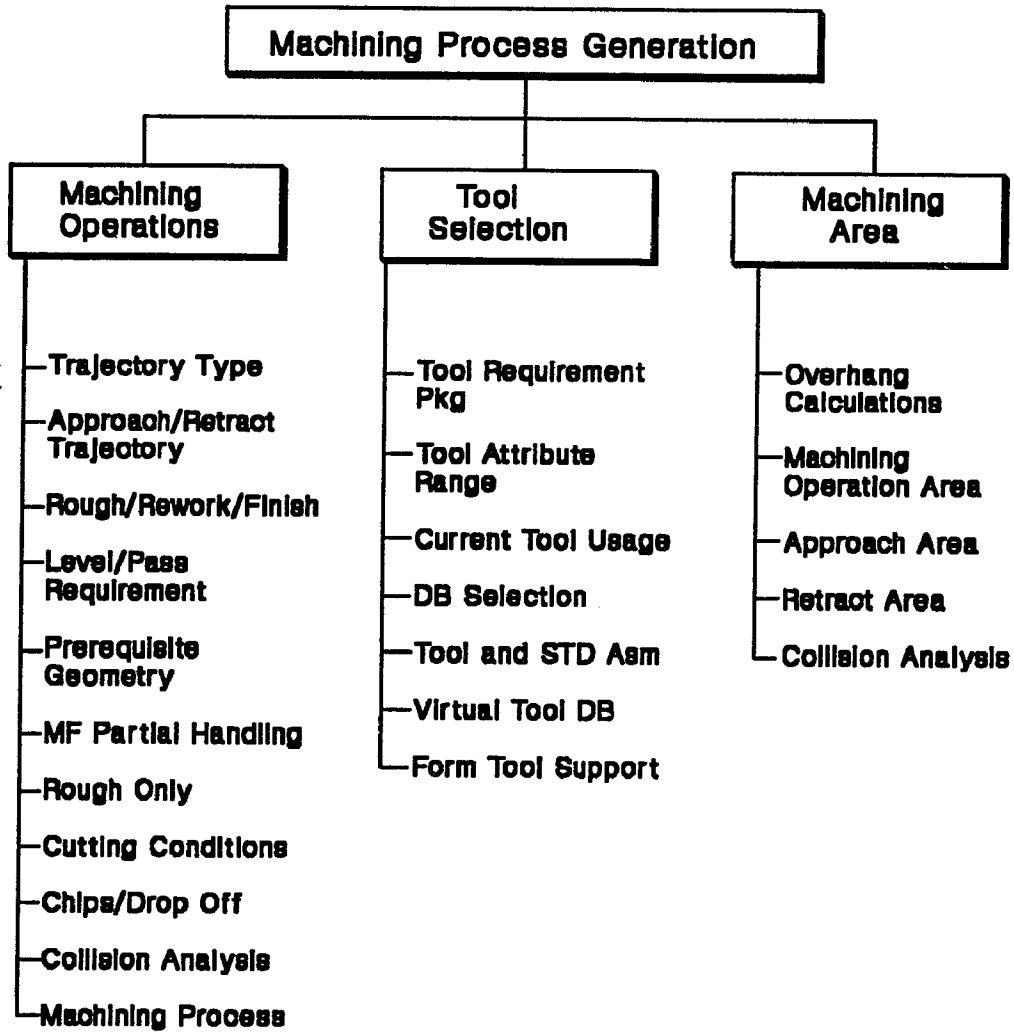 Machining Process Generation
Machining
Operations
Trajectory Type
Approach/Retract
Trajectory
Rough/Rework/Finish
Level/Pass
Requirement
Prerequisite
Geometry
MF Partial Handling
Rough Only
Cutting Conditions
Chips/Drop Off
Collision Analysis
Machining Process
Tool
Selection
Tool Requirement
Pkg
Tool Attribute
Range
Current Tool Usage
DB Selection
Tool and STD Asm
Virtual Tool DB
Form Tool Support
Machining
Area
Overhang
Calculations
Machining
Operation Area
Approach Area
Retract Area
Collision Analysis